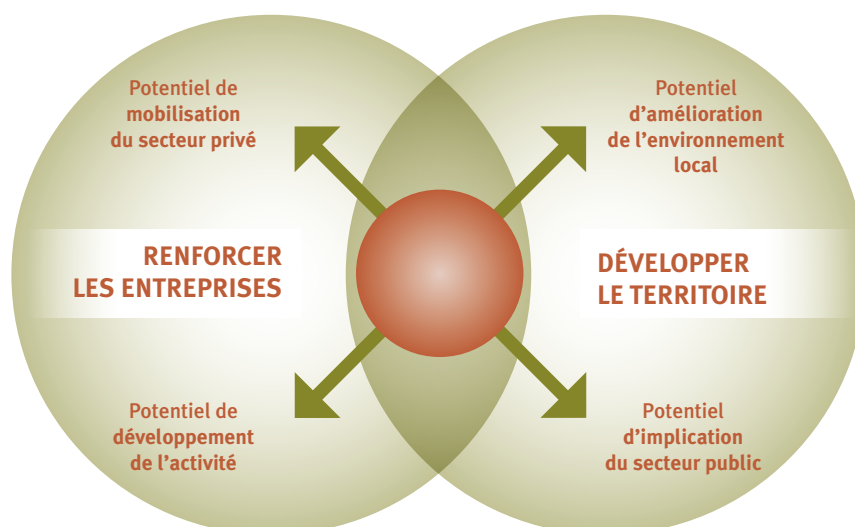 Potentiel de
mobilisation
du secteur privé
Potentiel
d’amélioration
de l’environnement
local
RENFORCER
LES ENTREPRISES
DÉVELOPPER
LE TERRITOIRE
Potentiel de
développement
de l’activité
Potentiel
d’implication
du secteur public